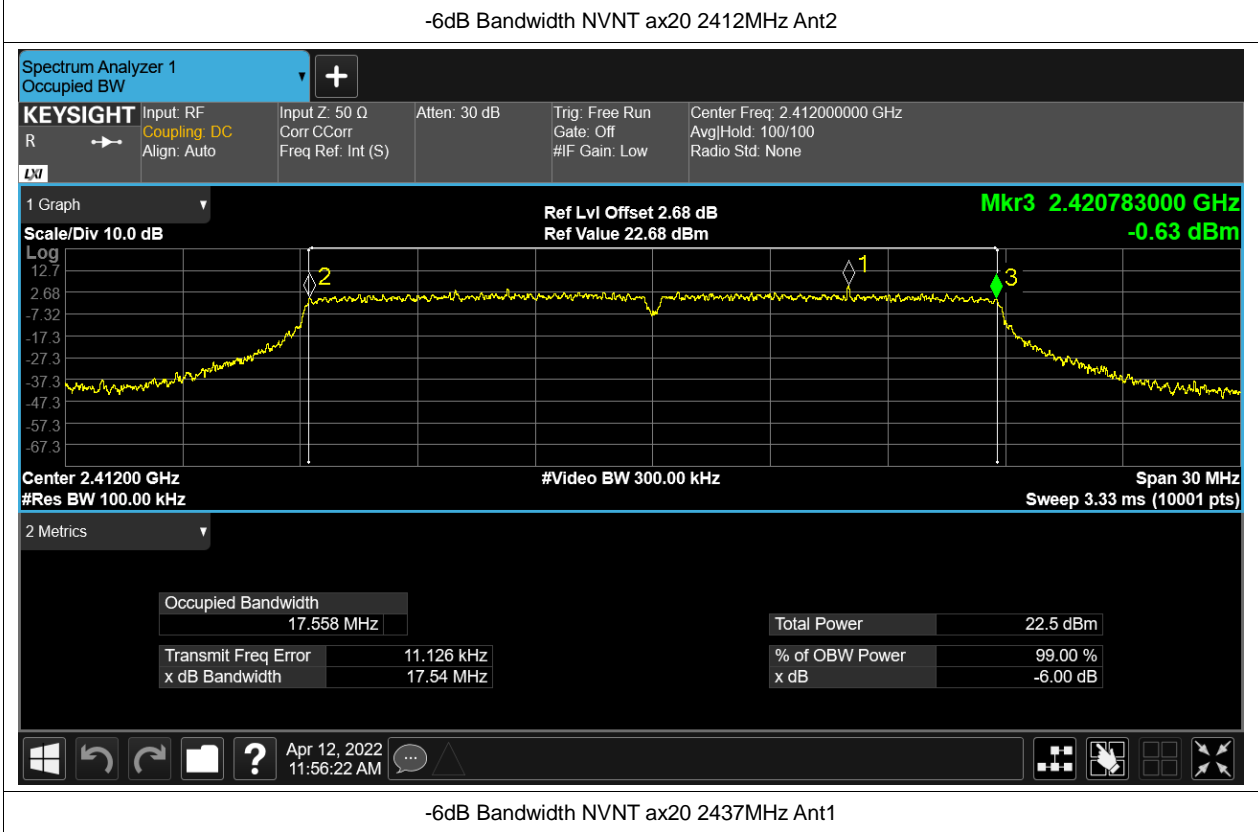 -6dB Bandwidth NVNT ax20 2412MHz Ant2
Spectrum Analyzer 1
Occupied BW
KEYSIGHT
R
LXI
Input: RF
Coupling: DC
Align: Auto
Input Z: 50 Ω
Corr CCorr
Freq Ref: Int (S)
Atten: 30 dB
Trig: Free Run
Gate: Off
#IF Gain: Low
Center Freq: 2.412000000 GHz
Avg|Hold: 100/100
Radio Std: None
1 Graph
Scale/Div 10.0 dB
Ref Lvl Offset 2.68 dB
Ref Value 22.68 dBm
Mkr3 2.420783000 GHz
-0.63 dBm
Log
12.7
2.68
-7.32
-17.3
-27.3
-37.3
-47.3
-57.3
-67.3
2
1
3
Center 2.41200 GHz
#Res BW 100.00 kHz
#Video BW 300.00 kHz
Span 30 MHz
Sweep 3.33 ms (10001 pts)
2 Metrics
Occupied Bandwidth
17.558 MHz
Transmit Freq Error 11.126 kHz
x dB Bandwidth 17.54 MHz
Total Power 22.5 dBm
% of OBW Power 99.00 %
x dB -6.00 dB
?
Apr 12, 2022
11:56:22 AM
-6dB Bandwidth NVNT ax20 2437MHz Ant1